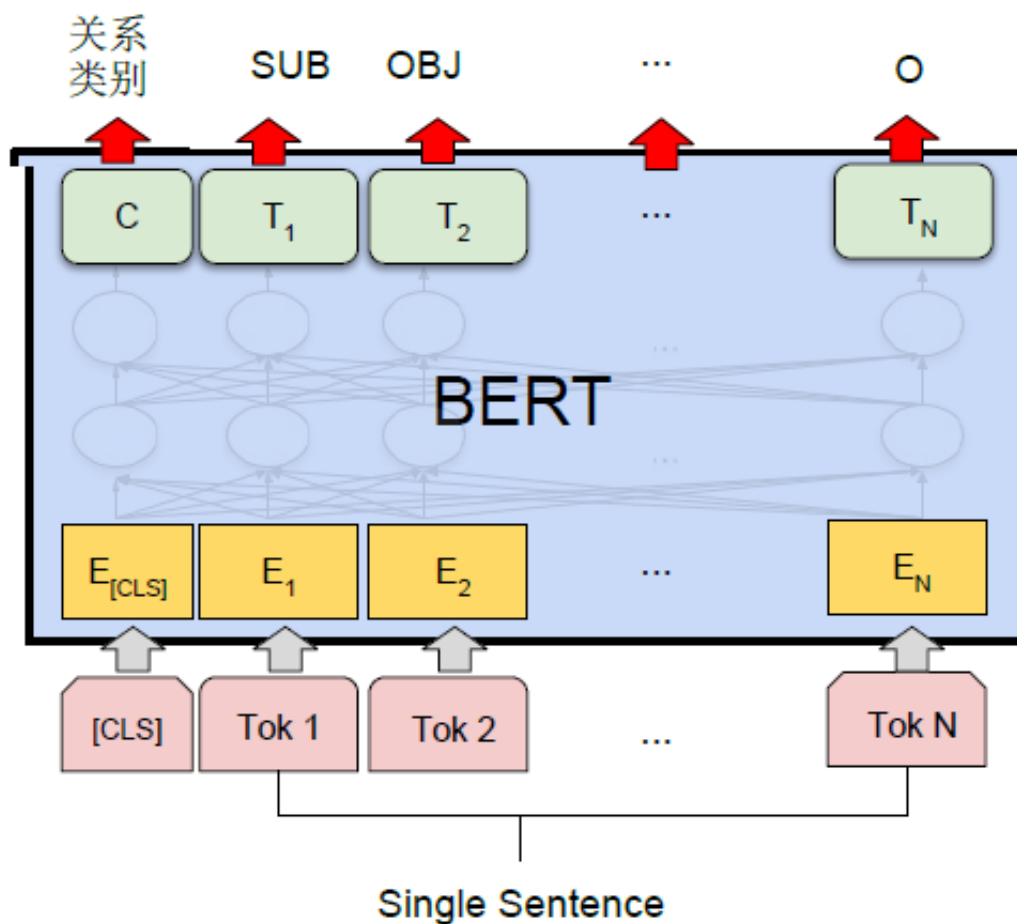 关系
类别
SUB OBJ ... O
C T1 T2 ... TN
...
BERT
...
E[CLS] E1 E2 ... EN
[CLS] Tok 1 Tok 2 ... Tok N
Single Sentence